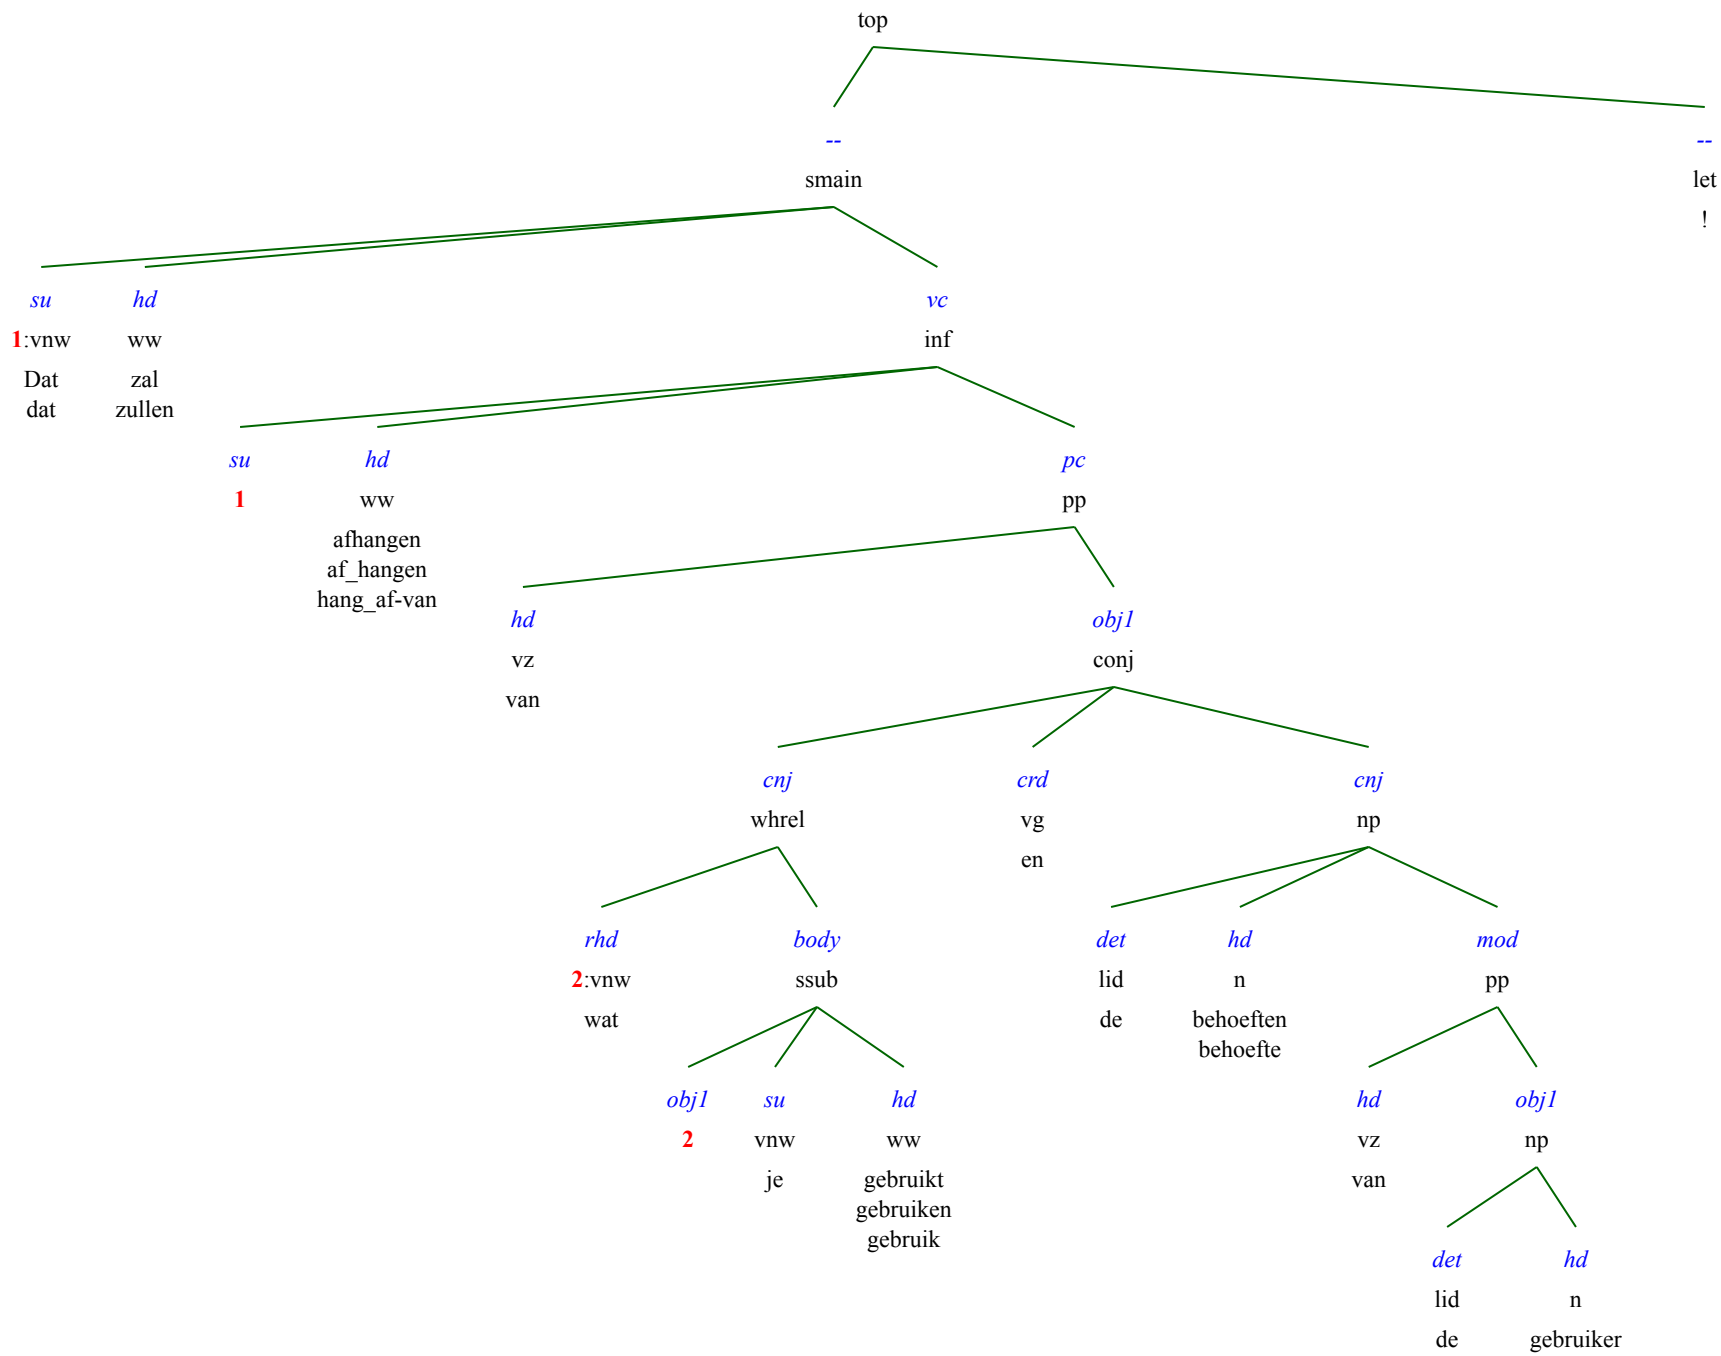 top
-- --
smain let
!
su hd vc
1:vnw ww inf
Dat zal
dat zullen
su hd pc
1 ww pp
afhangen
af_hangen
hang_af-van
hd obj1
vz conj
van
cnj crd cnj
whrel vg np
en
rhd body det hd mod
2:vnw ssub lid n pp
wat de behoeften
behoefte
obj1 su hd hd obj1
2 vnw ww vz np
je gebruikt van
gebruiken
gebruik
det hd
lid n
de gebruiker